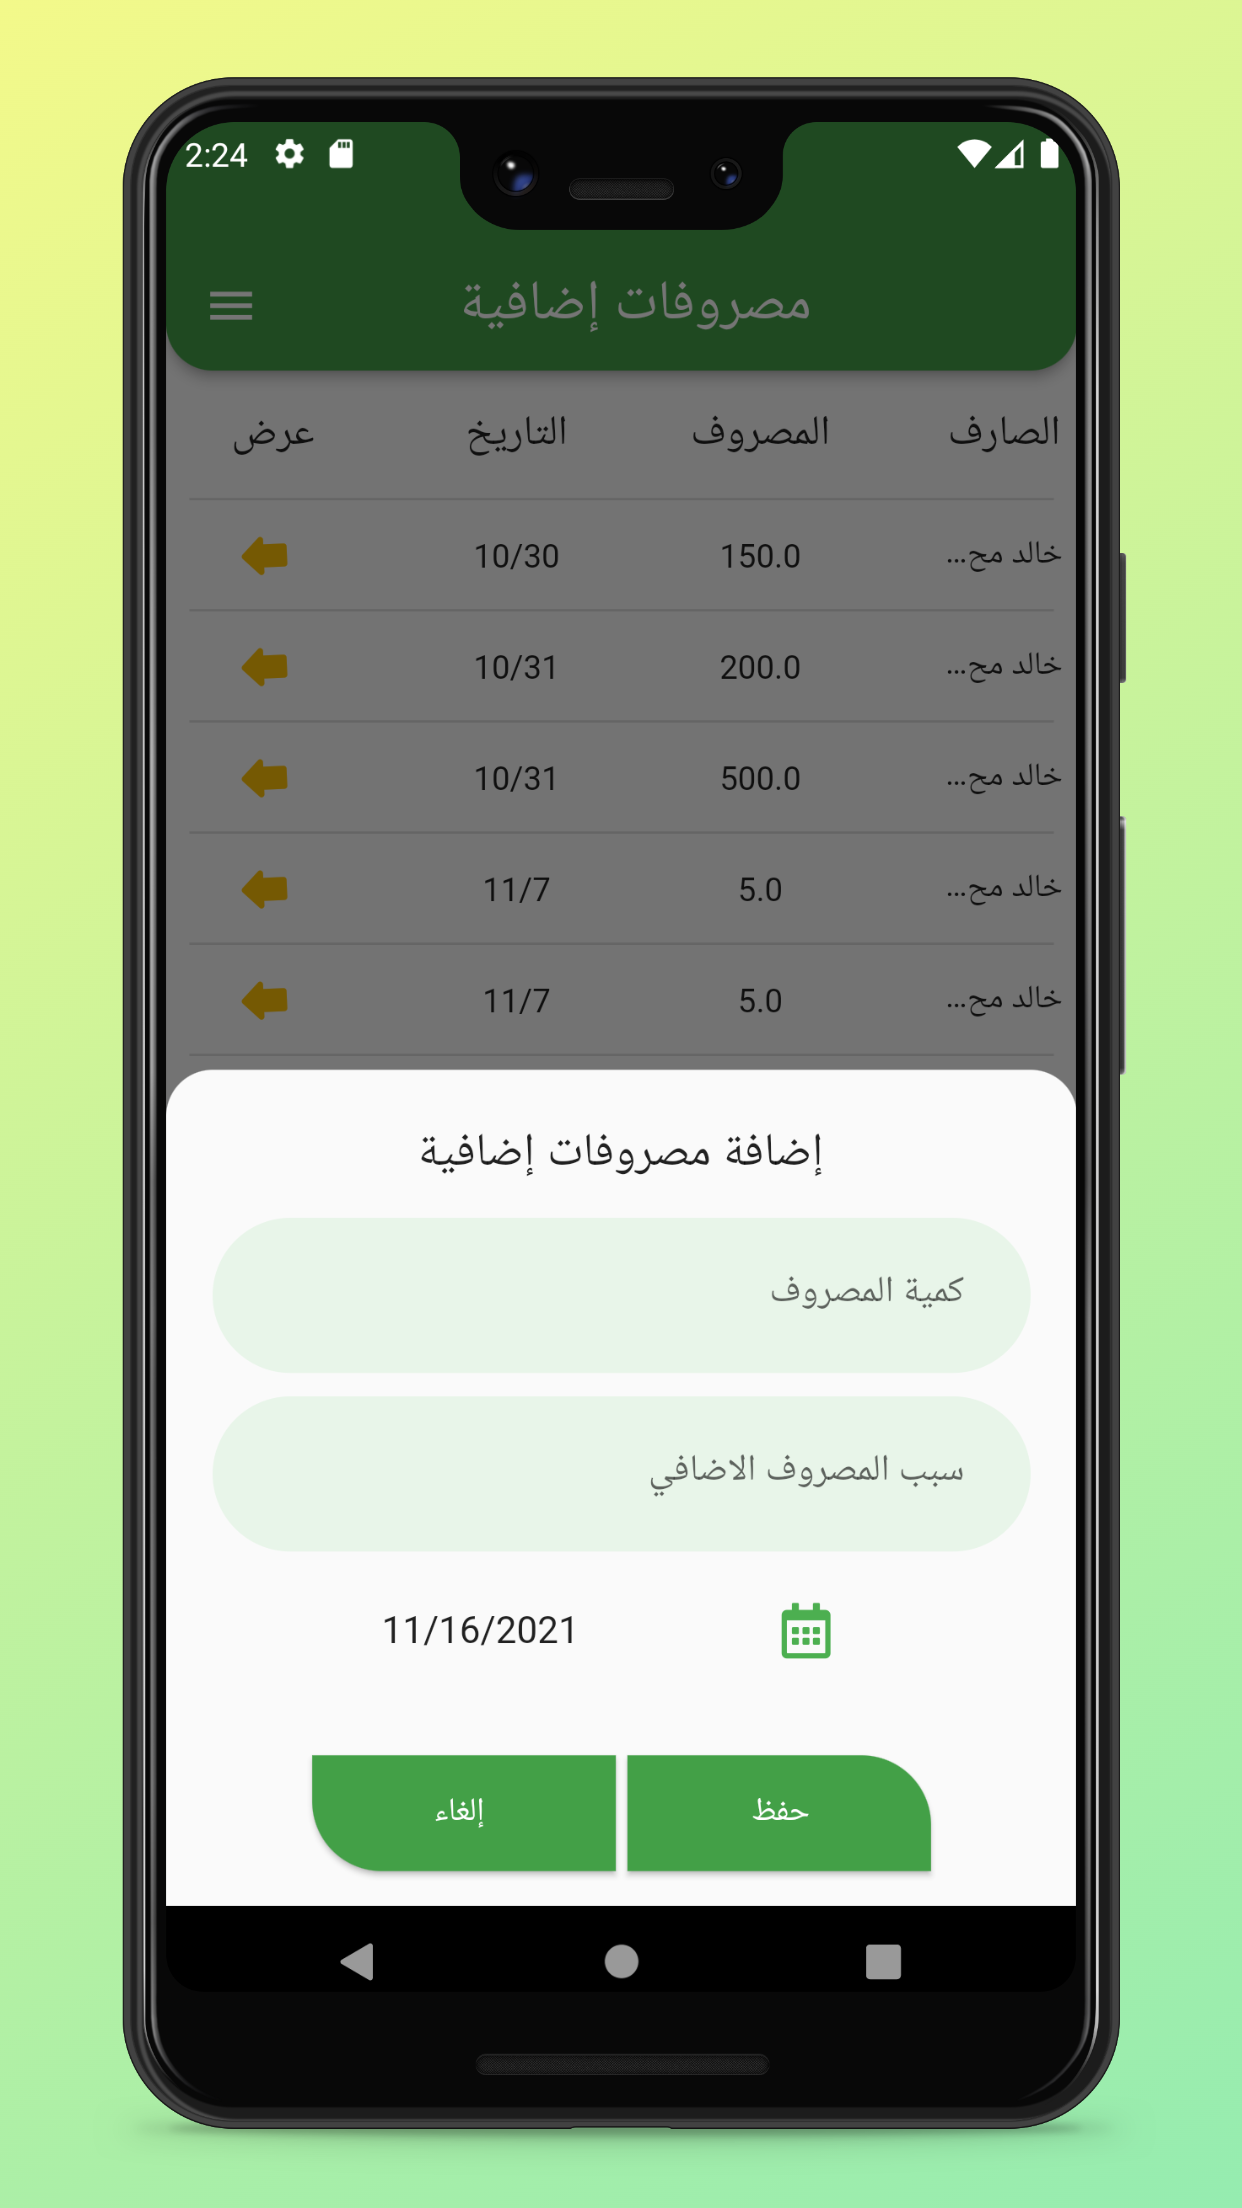 2:24
مصروفات إضافية
الصارف المصروف التاريخ عرض
خالد مح... 150.0 10/30
خالد مح... 200.0 10/31
خالد مح... 500.0 10/31
خالد مح... 5.0 11/7
خالد مح... 5.0 11/7
إضافة مصروفات إضافية
كمية المصروف
سبب المصروف الاضافي
11/16/2021
حفظ إلغاء